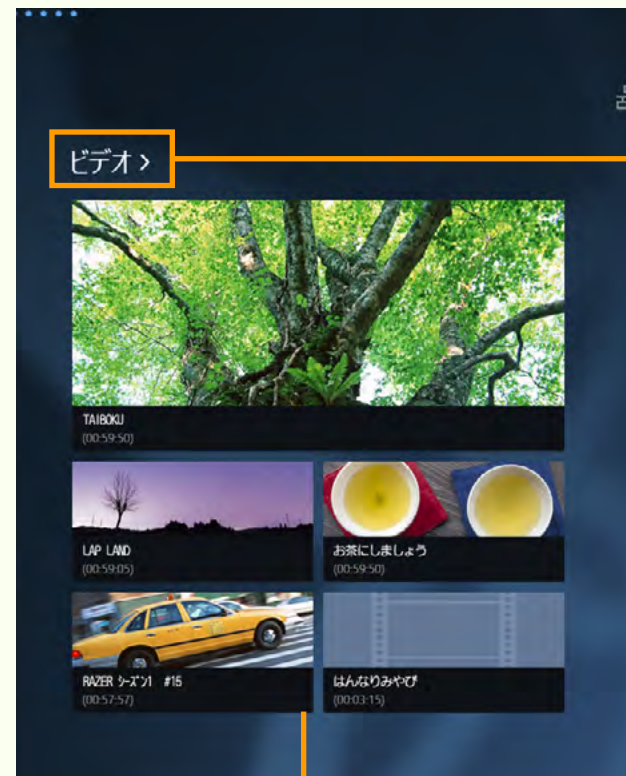 ビデオ >
TAIBOKU
(00:59:50)
LAP LAND
(00:59:05)
お茶にしましょう
(00:59:50)
RAZER ｼｰｽﾞﾝ1 #15
(00:57:57)
はんなりみやび
(00:03:15)